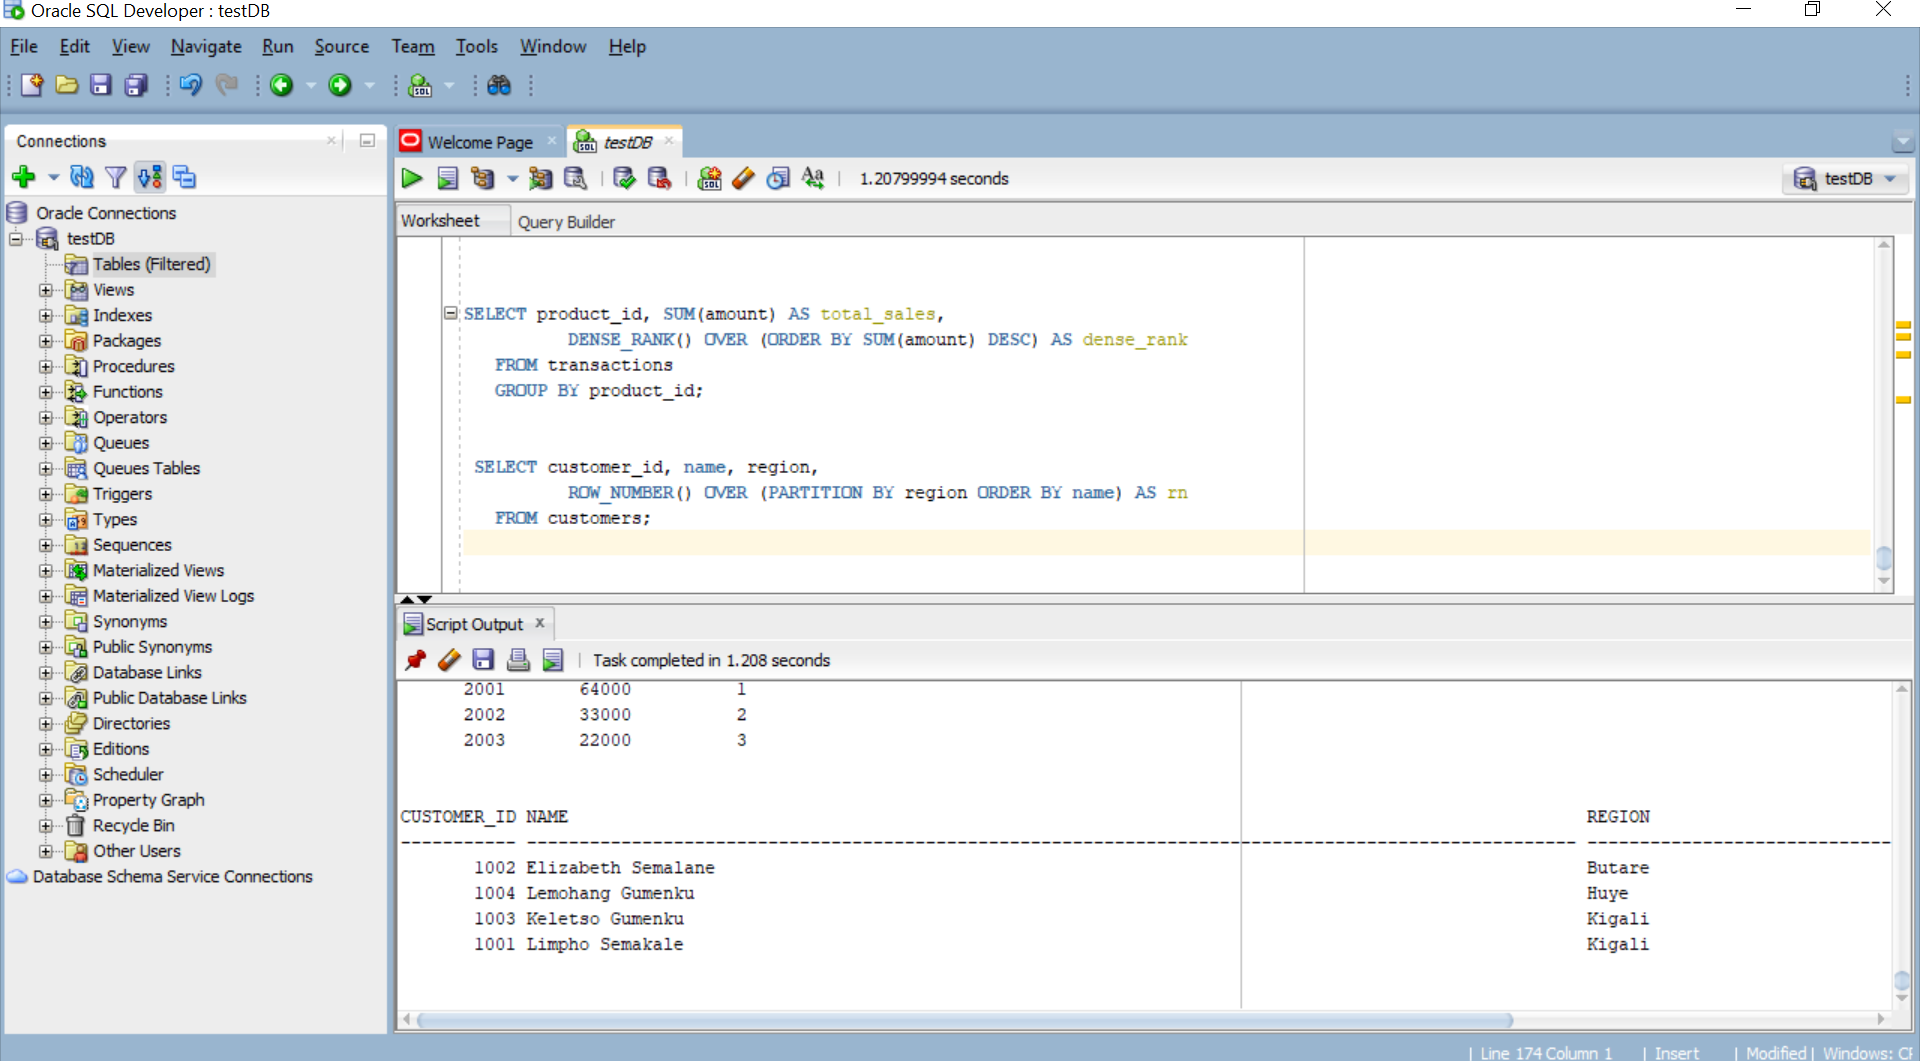 Oracle SQL Developer : testDB
File Edit View Navigate Run Source Team Tools Window Help
Connections
Oracle Connections
testDB
Tables (Filtered)
Views
Indexes
Packages
Procedures
Functions
Operators
Queues
Queues Tables
Triggers
Types
Sequences
Materialized Views
Materialized View Logs
Synonyms
Public Synonyms
Database Links
Public Database Links
Directories
Editions
Scheduler
Property Graph
Recycle Bin
Other Users
Database Schema Service Connections
Welcome Page testDB
1.20799994 seconds testDB
Worksheet Query Builder
SELECT product_id, SUM(amount) AS total_sales,
DENSE_RANK() OVER (ORDER BY SUM(amount) DESC) AS dense_rank
FROM transactions
GROUP BY product_id;
SELECT customer_id, name, region,
ROW_NUMBER() OVER (PARTITION BY region ORDER BY name) AS rn
FROM customers;
Script Output x
Task completed in 1.208 seconds
2001 64000 1
2002 33000 2
2003 22000 3
CUSTOMER_ID NAME REGION
1002 Elizabeth Semalane Butare
1004 Lemohang Gumenku Huye
1003 Keletso Gumenku Kigali
1001 Limpho Semakale Kigali
| Line 174 Column 1 | Insert | Modified | Windows: